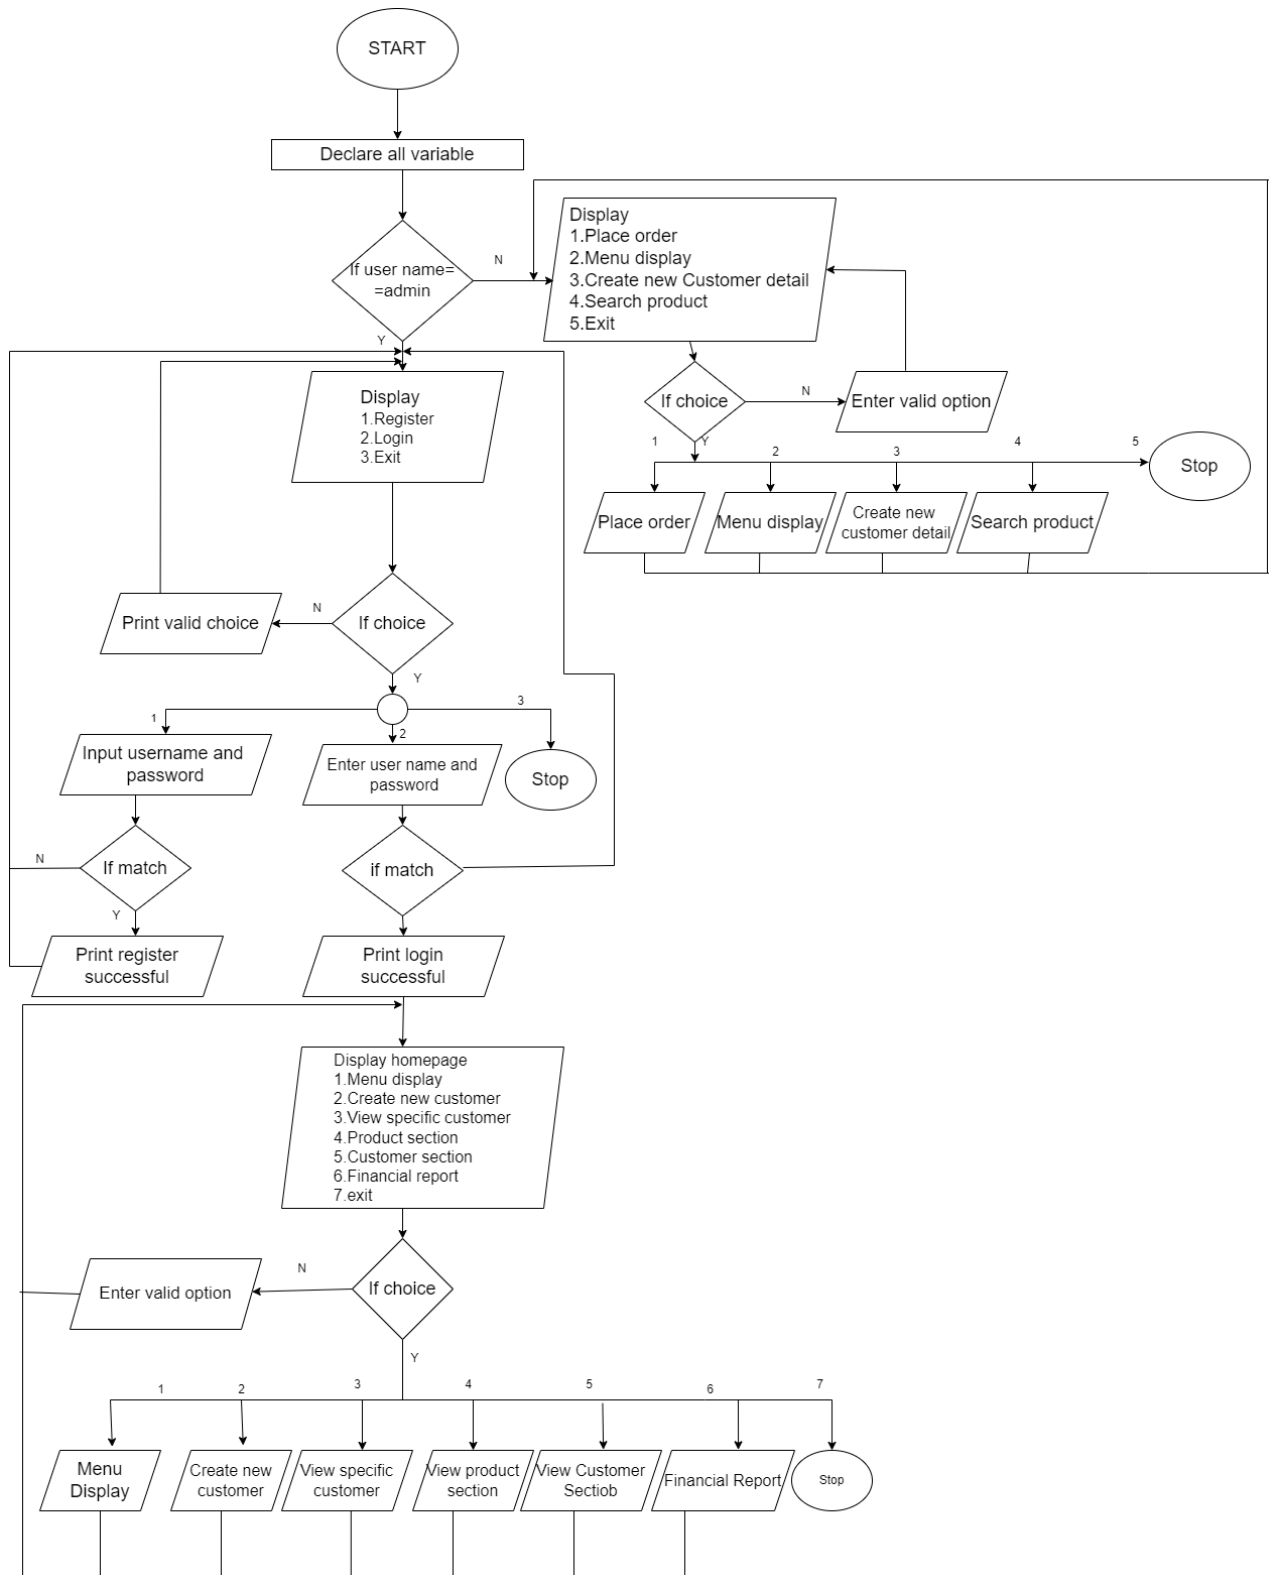 START
Declare all variable
If user name=
=admin
N
Y
Display
1.Place order
2.Menu display
3.Create new Customer detail
4.Search product
5.Exit
If choice
N
Enter valid option
Y
1
2
3
4
5
Stop
Place order
Menu display
Create new
customer detail
Search product
Display
1.Register
2.Login
3.Exit
If choice
N
Print valid choice
Y
1
2
3
Input username and
password
Enter user name and
password
Stop
If match
N
Y
if match
Print register
successful
Print login
successful
Display homepage
1.Menu display
2.Create new customer
3.View specific customer
4.Product section
5.Customer section
6.Financial report
7.exit
If choice
N
Enter valid option
Y
1
2
3
4
5
6
7
Menu
Display
Create new
customer
View specific
customer
View product
section
View Customer
Sectiob
Financial Report
Stop